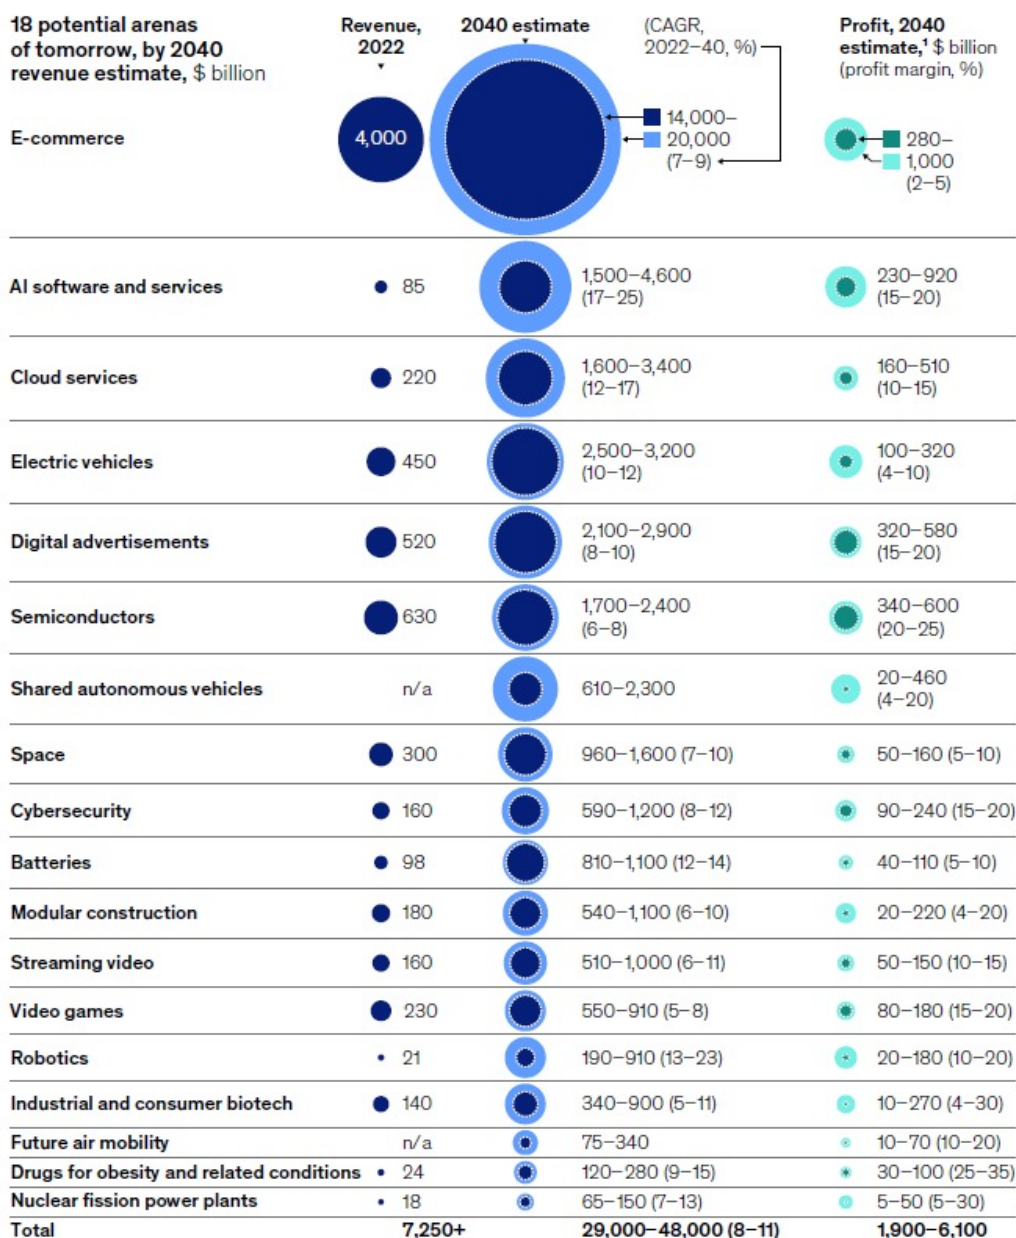 18 potential arenas
of tomorrow, by 2040
revenue estimate, $ billion
Revenue,
2022
2040 estimate
(CAGR,
2022–40, %)
Profit, 2040
estimate,¹ $ billion
(profit margin, %)
E-commerce
4,000
14,000–
20,000
(7–9)
280–
1,000
(2–5)
AI software and services
85
1,500–4,600
(17–25)
230–920
(15–20)
Cloud services
220
1,600–3,400
(12–17)
160–510
(10–15)
Electric vehicles
450
2,500–3,200
(10–12)
100–320
(4–10)
Digital advertisements
520
2,100–2,900
(8–10)
320–580
(15–20)
Semiconductors
630
1,700–2,400
(6–8)
340–600
(20–25)
Shared autonomous vehicles
n/a
610–2,300
20–460
(4–20)
Space 300 960–1,600 (7–10) 50–160 (5–10)
Cybersecurity 160 590–1,200 (8–12) 90–240 (15–20)
Batteries 98 810–1,100 (12–14) 40–110 (5–10)
Modular construction 180 540–1,100 (6–10) 20–220 (4–20)
Streaming video 160 510–1,000 (6–11) 50–150 (10–15)
Video games 230 550–910 (5–8) 80–180 (15–20)
Robotics 21 190–910 (13–23) 20–180 (10–20)
Industrial and consumer biotech 140 340–900 (5–11) 10–270 (4–30)
Future air mobility n/a 75–340 10–70 (10–20)
Drugs for obesity and related conditions 24 120–280 (9–15) 30–100 (25–35)
Nuclear fission power plants 18 65–150 (7–13) 5–50 (5–30)
Total 7,250+ 29,000–48,000 (8–11) 1,900–6,100